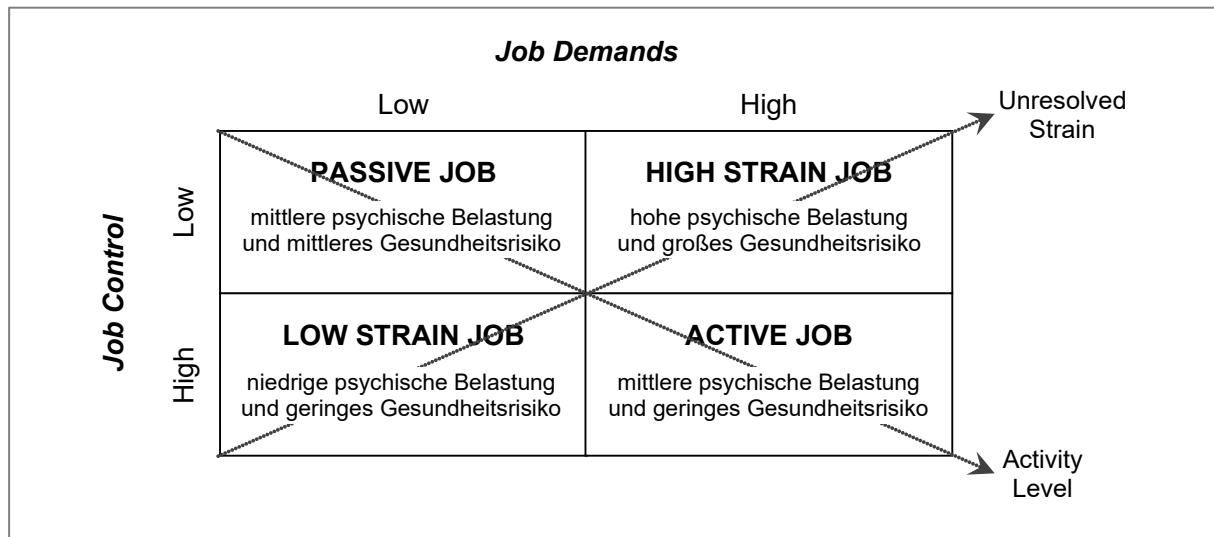 Job Demands
Low
High
Unresolved
Strain
Job Control
Low
PASSIVE JOB
mittlere psychische Belastung
und mittleres Gesundheitsrisiko
HIGH STRAIN JOB
hohe psychische Belastung
und großes Gesundheitsrisiko
High
LOW STRAIN JOB
niedrige psychische Belastung
und geringes Gesundheitsrisiko
ACTIVE JOB
mittlere psychische Belastung
und geringes Gesundheitsrisiko
Activity
Level